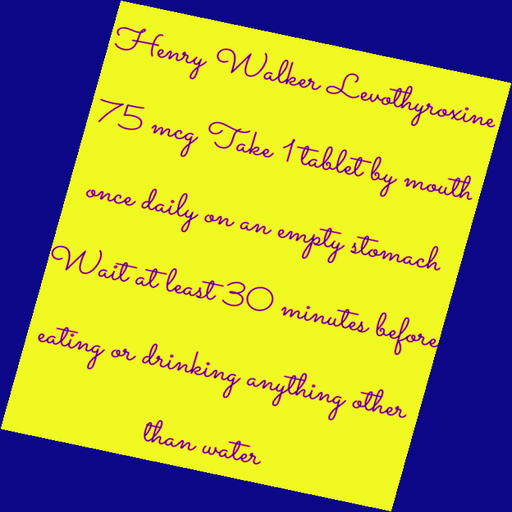 Henry Walker Levothyroxine
75 mcg Take 1 tablet by mouth
once daily on an empty stomach
Wait at least 30 minutes before
eating or drinking anything other
than water